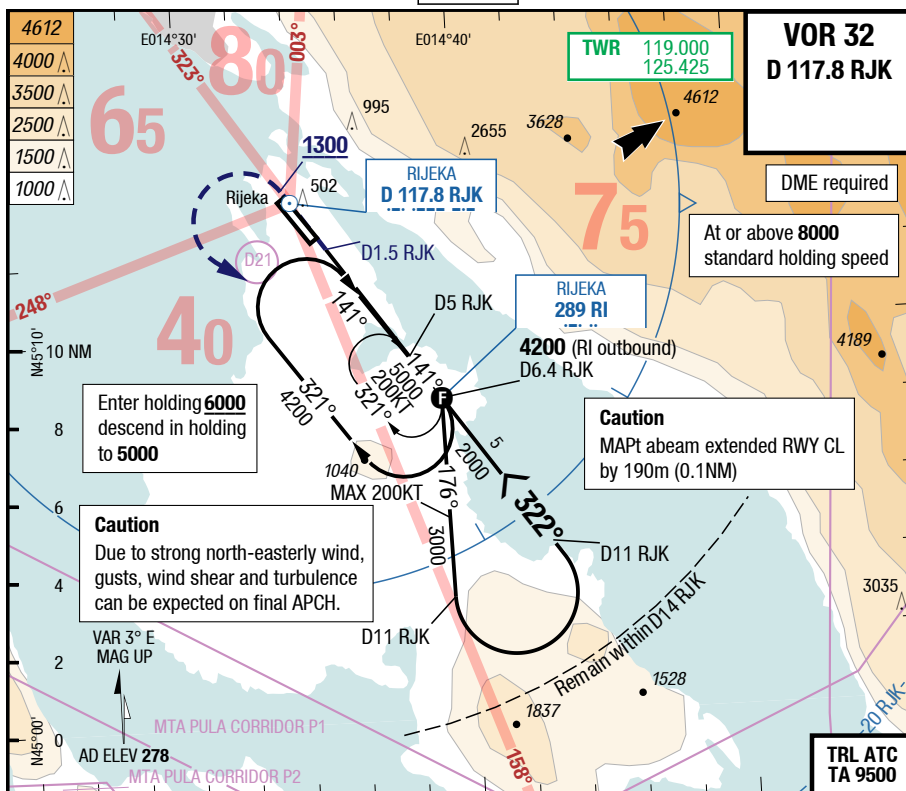 4612
4000
3500
2500
1500
1000
E014°30'
E014°40'
323°
003°
80
65
TWR 119.000
125.425
VOR 32
D 117.8 RJK
4612
3628
2655
995
1300
502
Rijeka
RIJEKA
D 117.8 RJK
DME required
75
At or above 8000
standard holding speed
D21
D1.5 RJK
248°
40
141°
D5 RJK
RIJEKA
289 RI
N45°10'
10 NM
4189
4200 (RI outbound)
D6.4 RJK
141°
5000
200KT
321°
321°
4200
F
Enter holding 6000
descend in holding
to 5000
8
Caution
MAPt abeam extended RWY CL
by 190m (0.1NM)
5
2000
1040
MAX 200KT
176°
3000
322°
6
Caution
Due to strong north-easterly wind,
gusts, wind shear and turbulence
can be expected on final APCH.
D11 RJK
4
3035
D11 RJK
Remain within D14 RJK
VAR 3° E
MAG UP
2
1528
1837
MTA PULA CORRIDOR P1
N45°00'
0
158°
20 RJK
AD ELEV 278
MTA PULA CORRIDOR P2
TRL ATC
TA 9500